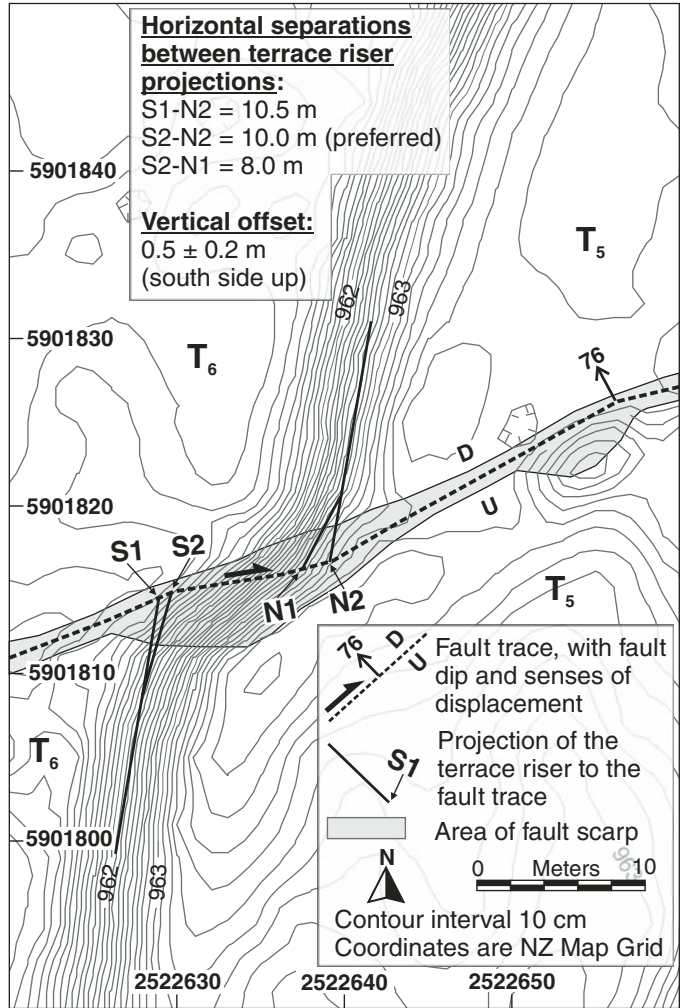 Horizontal separations
between terrace riser
projections:
S1-N2 = 10.5 m
S2-N2 = 10.0 m (preferred)
S2-N1 = 8.0 m
Vertical offset:
0.5 ± 0.2 m
(south side up)
5901840
T5
962
963
5901830
T6
76
D
U
5901820
S1
S2
N1
N2
T5
5901810
T6
5901800
962
963
76
D
U
Fault trace, with fault
dip and senses of
displacement
S1
Projection of the
terrace riser to the
fault trace
Area of fault scarp
963
N
0 Meters 10
Contour interval 10 cm
Coordinates are NZ Map Grid
2522630
2522640
2522650